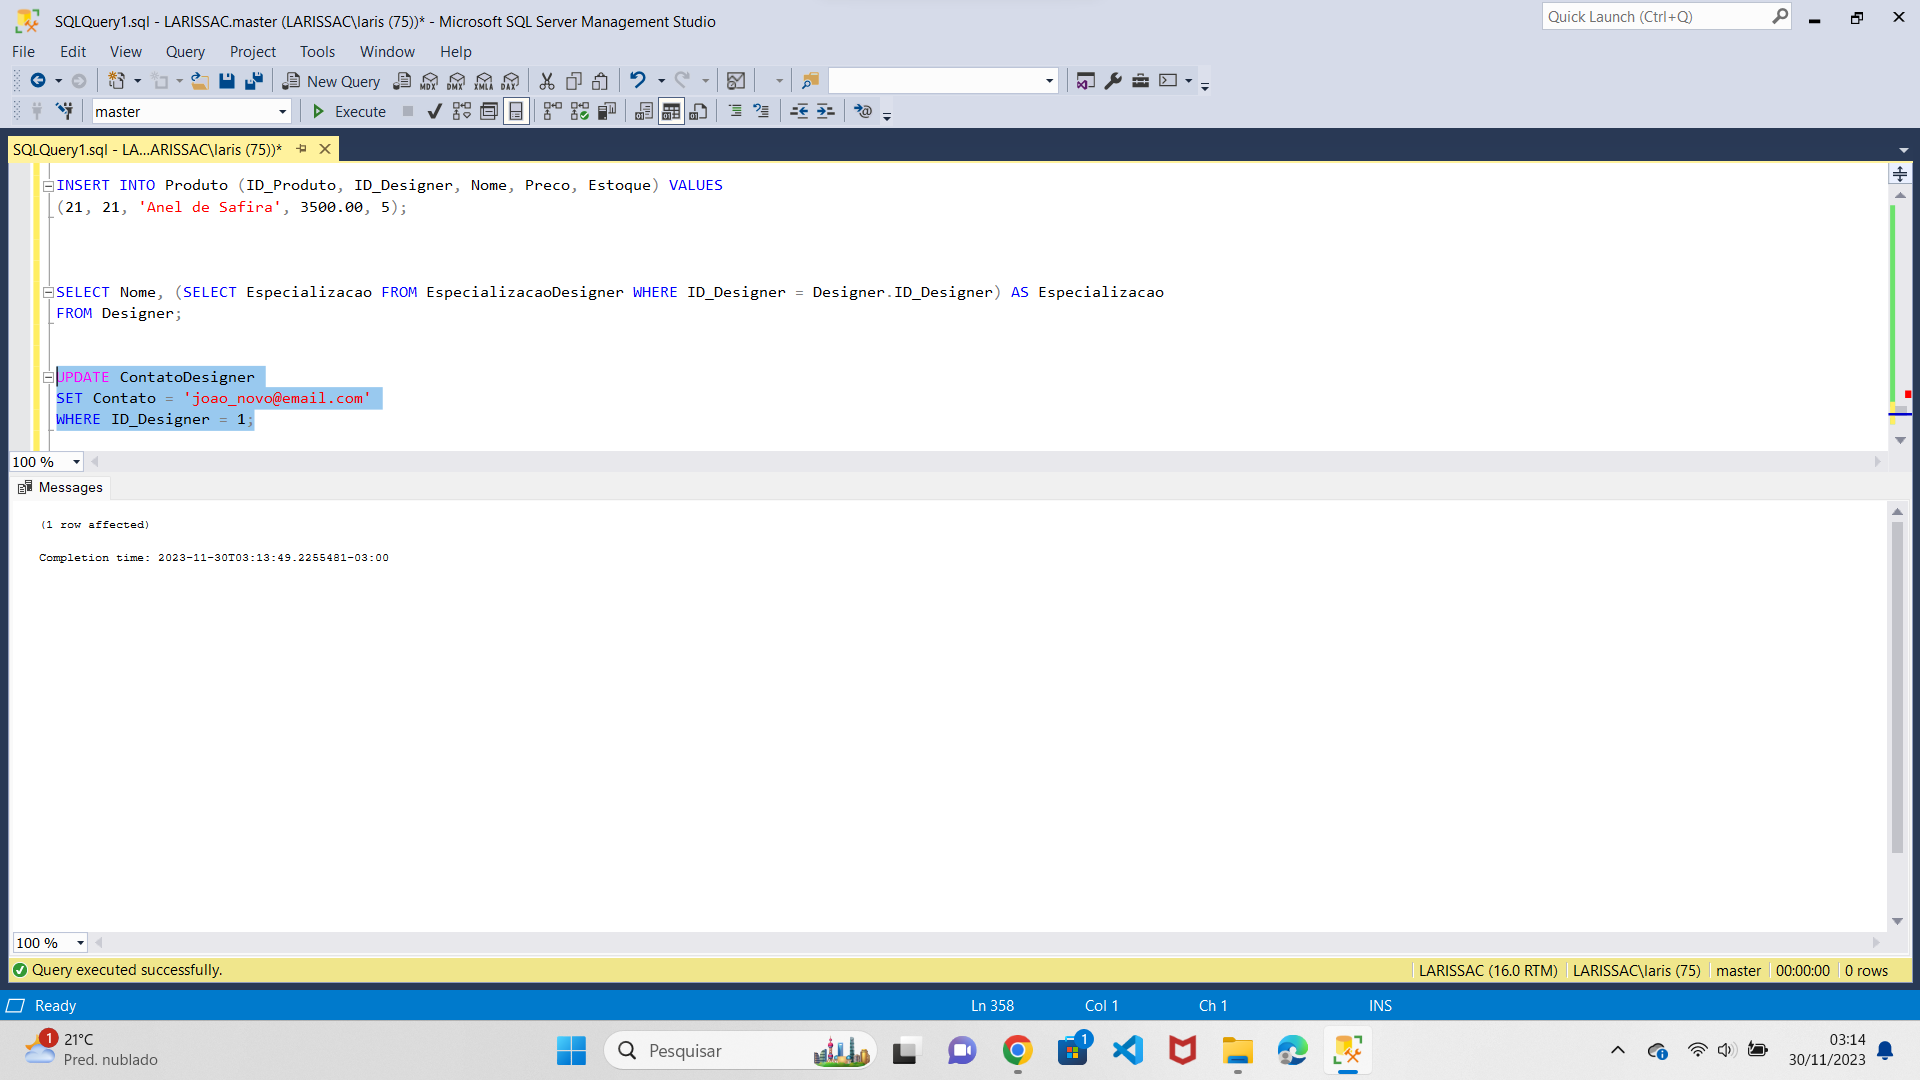 SQLQuery1.sql - LARISSAC.master (LARISSAC\laris (75))* - Microsoft SQL Server Management Studio
Quick Launch (Ctrl+Q)
File Edit View Query Project Tools Window Help
New Query MDX DMX XMLA DAX
master Execute
SQLQuery1.sql - LA...ARISSAC\laris (75))*
INSERT INTO Produto (ID_Produto, ID_Designer, Nome, Preco, Estoque) VALUES
(21, 21, 'Anel de Safira', 3500.00, 5);
SELECT Nome, (SELECT Especializacao FROM EspecializacaoDesigner WHERE ID_Designer = Designer.ID_Designer) AS Especializacao
FROM Designer;
UPDATE ContatoDesigner
SET Contato = 'joao_novo@email.com'
WHERE ID_Designer = 1;
100 %
Messages
(1 row affected)
Completion time: 2023-11-30T03:13:49.2255481-03:00
100 %
Query executed successfully. LARISSAC (16.0 RTM) LARISSAC\laris (75) master 00:00:00 0 rows
Ready Ln 358 Col 1 Ch 1 INS
1 21°C
Pred. nublado
Pesquisar
1
03:14
30/11/2023